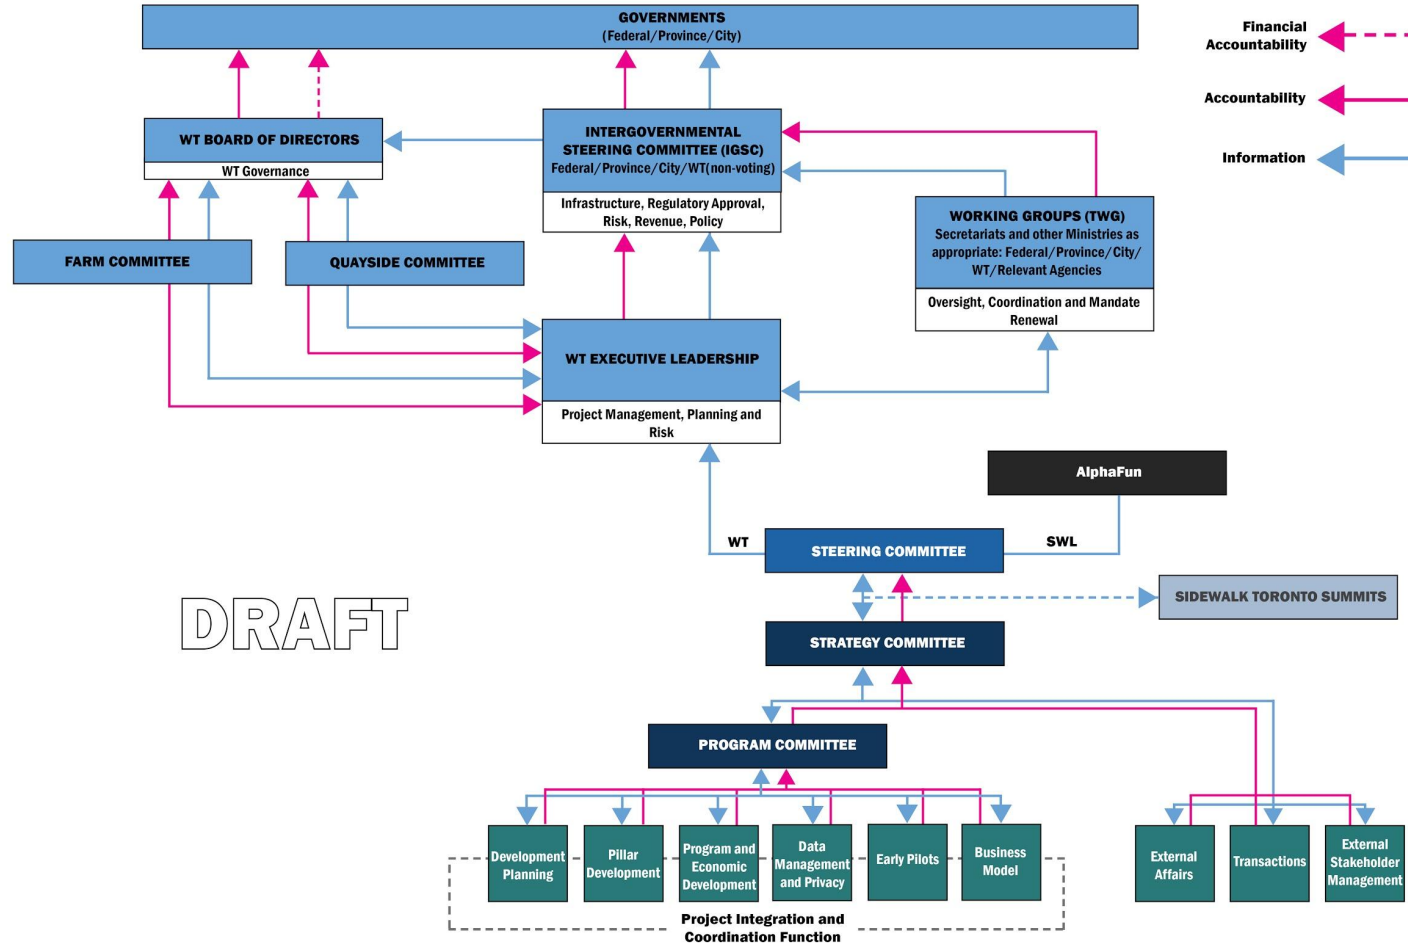 GOVERNMENTS
(Federal/Province/City)
Financial
Accountability
Accountability
Information
WT BOARD OF DIRECTORS
WT Governance
INTERGOVERNMENTAL
STEERING COMMITTEE (IGSC)
Federal/Province/City/WT(non-voting)
Infrastructure, Regulatory Approval,
Risk, Revenue, Policy
WORKING GROUPS (TWG)
Secretariats and other Ministries as
appropriate: Federal/Province/City/
WT/Relevant Agencies
Oversight, Coordination and Mandate
Renewal
FARM COMMITTEE
QUAYSIDE COMMITTEE
WT EXECUTIVE LEADERSHIP
Project Management, Planning and
Risk
AlphaFun
WT
STEERING COMMITTEE
SWL
SIDEWALK TORONTO SUMMITS
DRAFT
STRATEGY COMMITTEE
PROGRAM COMMITTEE
Development
Planning
Pillar
Development
Program and
Economic
Development
Data
Management
and Privacy
Early Pilots
Business
Model
External
Affairs
Transactions
External
Stakeholder
Management
Project Integration and
Coordination Function